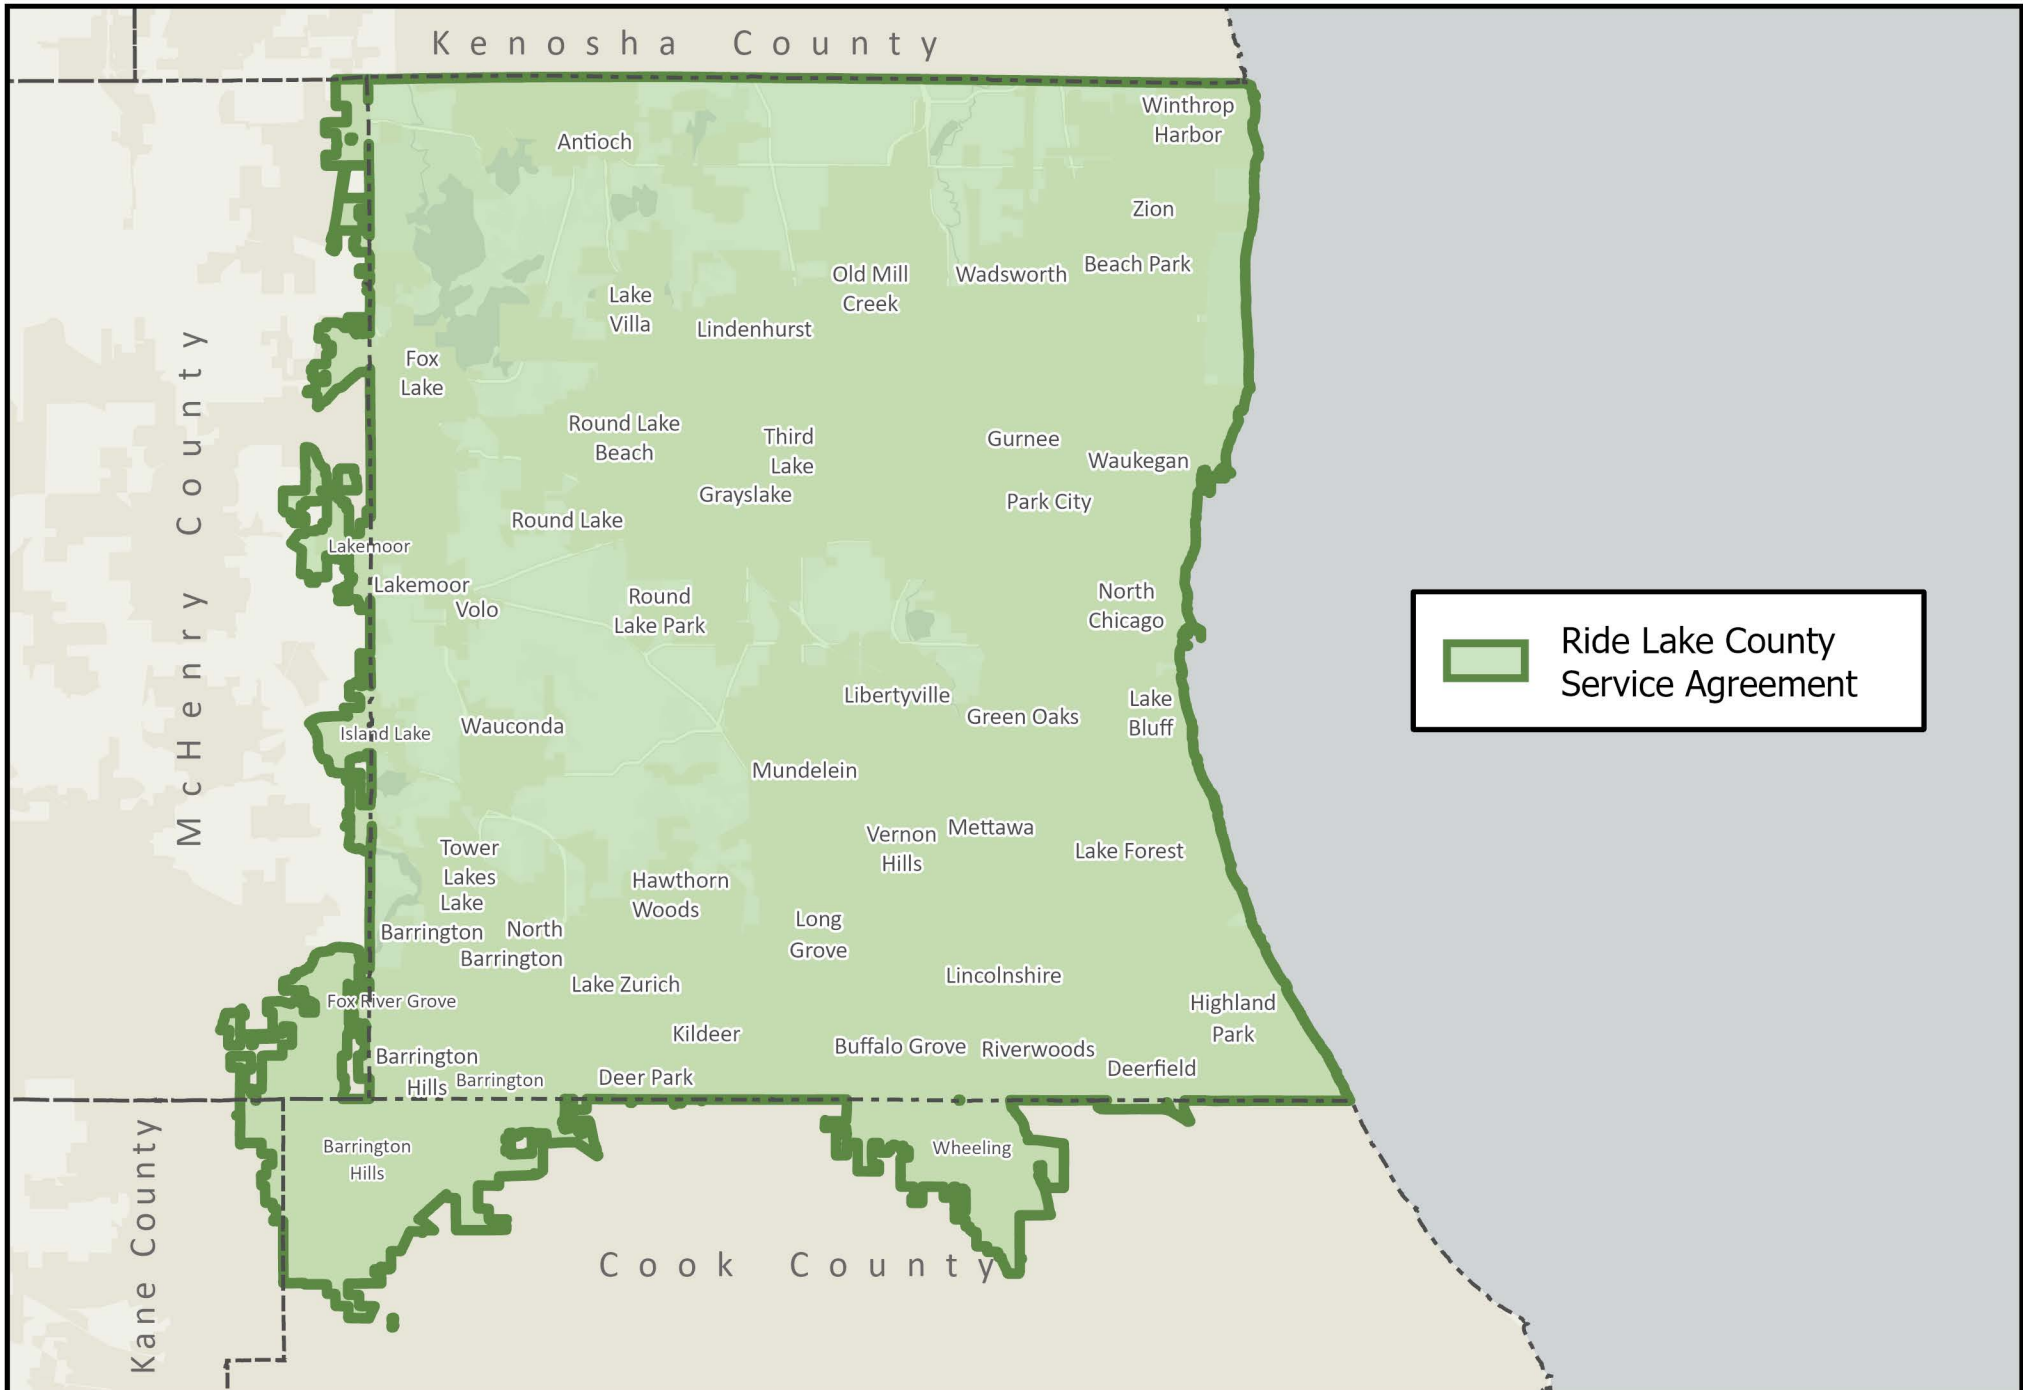 Kenosha County
Winthrop
Harbor
Antioch
Zion
Beach Park
Old Mill
Creek
Wadsworth
Lake
Villa
Lindenhurst
Fox
Lake
McHenry County
Round Lake
Beach
Third
Lake
Gurnee
Waukegan
Grayslake
Park City
Round Lake
Lakemoor
Lakemoor
Volo
Round
Lake Park
North
Chicago
Ride Lake County
Service Agreement
Libertyville
Green Oaks
Lake
Bluff
Island Lake
Wauconda
Mundelein
Vernon
Hills
Mettawa
Lake Forest
Tower
Lakes
Lake
Barrington
North
Barrington
Hawthorn
Woods
Long
Grove
Lake Zurich
Lincolnshire
Fox River Grove
Highland
Park
Kildeer
Buffalo Grove
Riverwoods
Deerfield
Barrington
Hills
Barrington
Deer Park
Barrington
Hills
Wheeling
Kane County
Cook County